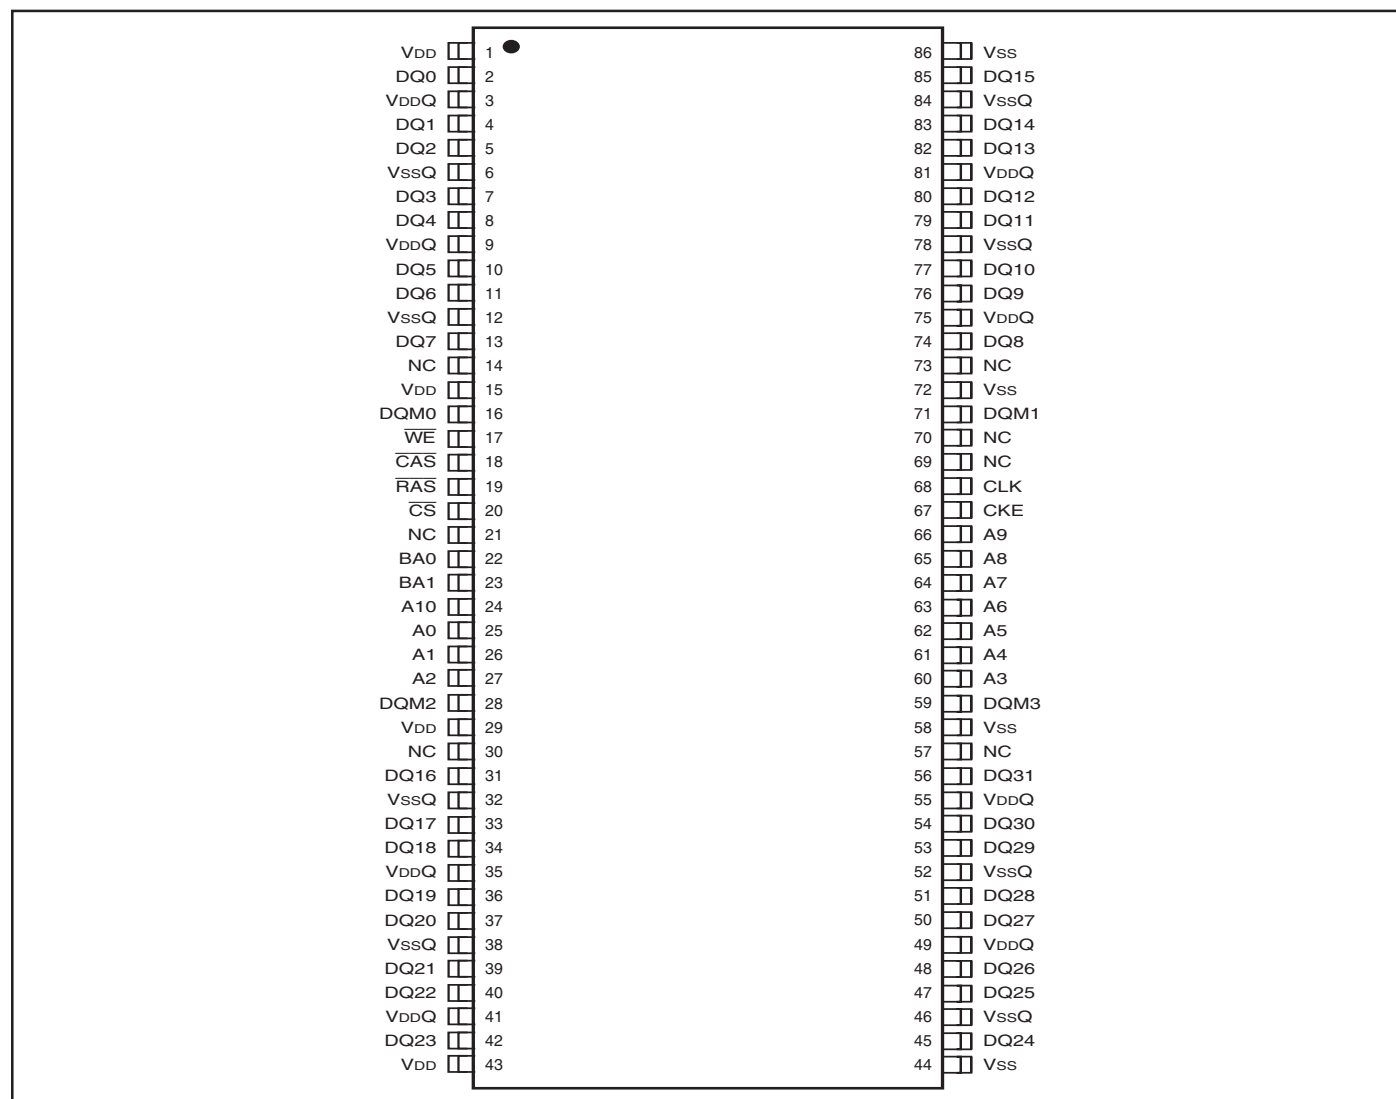 VDD 1 86 VSS
DQ0 2 85 DQ15
VDDQ 3 84 VSSQ
DQ1 4 83 DQ14
DQ2 5 82 DQ13
VSSQ 6 81 VDDQ
DQ3 7 80 DQ12
DQ4 8 79 DQ11
VDDQ 9 78 VSSQ
DQ5 10 77 DQ10
DQ6 11 76 DQ9
VSSQ 12 75 VDDQ
DQ7 13 74 DQ8
NC 14 73 NC
VDD 15 72 VSS
DQM0 16 71 DQM1
W̅E̅ 17 70 NC
C̅A̅S̅ 18 69 NC
R̅A̅S̅ 19 68 CLK
C̅S̅ 20 67 CKE
NC 21 66 A9
BA0 22 65 A8
BA1 23 64 A7
A10 24 63 A6
A0 25 62 A5
A1 26 61 A4
A2 27 60 A3
DQM2 28 59 DQM3
VDD 29 58 VSS
NC 30 57 NC
DQ16 31 56 DQ31
VSSQ 32 55 VDDQ
DQ17 33 54 DQ30
DQ18 34 53 DQ29
VDDQ 35 52 VSSQ
DQ19 36 51 DQ28
DQ20 37 50 DQ27
VSSQ 38 49 VDDQ
DQ21 39 48 DQ26
DQ22 40 47 DQ25
VDDQ 41 46 VSSQ
DQ23 42 45 DQ24
VDD 43 44 VSS